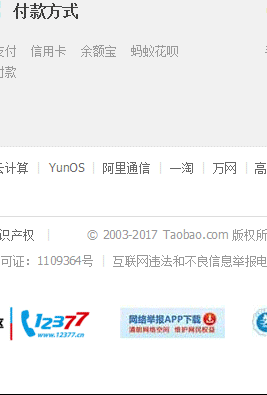 付款方式
支付 信用卡 余额宝 蚂蚁花呗
付款
云计算 | YunOS | 阿里通信 | 一淘 | 万网 | 高
识产权 | © 2003-2017 Taobao.com 版权所
可证：1109364号 | 互联网违法和不良信息举报电
12377
www.12377.cn
网络举报APP下载
清朗网络空间 维护网民权益